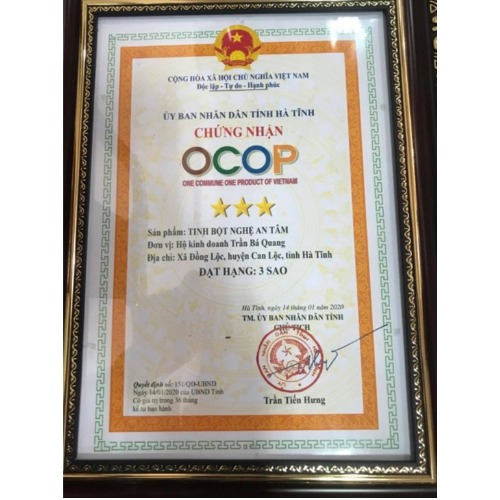 CỘNG HÒA XÃ HỘI CHỦ NGHĨA VIỆT NAM
Độc lập - Tự do - Hạnh phúc
ỦY BAN NHÂN DÂN TỈNH HÀ TĨNH
CHỨNG NHẬN
OCOP
ONE COMMUNE ONE PRODUCT OF VIETNAM
Sản phẩm: TINH BỘT NGHỆ AN TÂM
Đơn vị: Hộ kinh doanh Trần Bá Quang
Địa chỉ: Xã Đồng Lộc, huyện Can Lộc, tỉnh Hà Tĩnh
ĐẠT HẠNG: 3 SAO
Hà Tĩnh, ngày 14 tháng 01 năm 2020
TM. ỦY BAN NHÂN DÂN TỈNH
CHỦ TỊCH
Trần Tiến Hưng
Quyết định số: 151/QĐ-UBND
Ngày 14/01/2020 của UBND Tỉnh
Có giá trị trong 36 tháng
kể từ ban hành